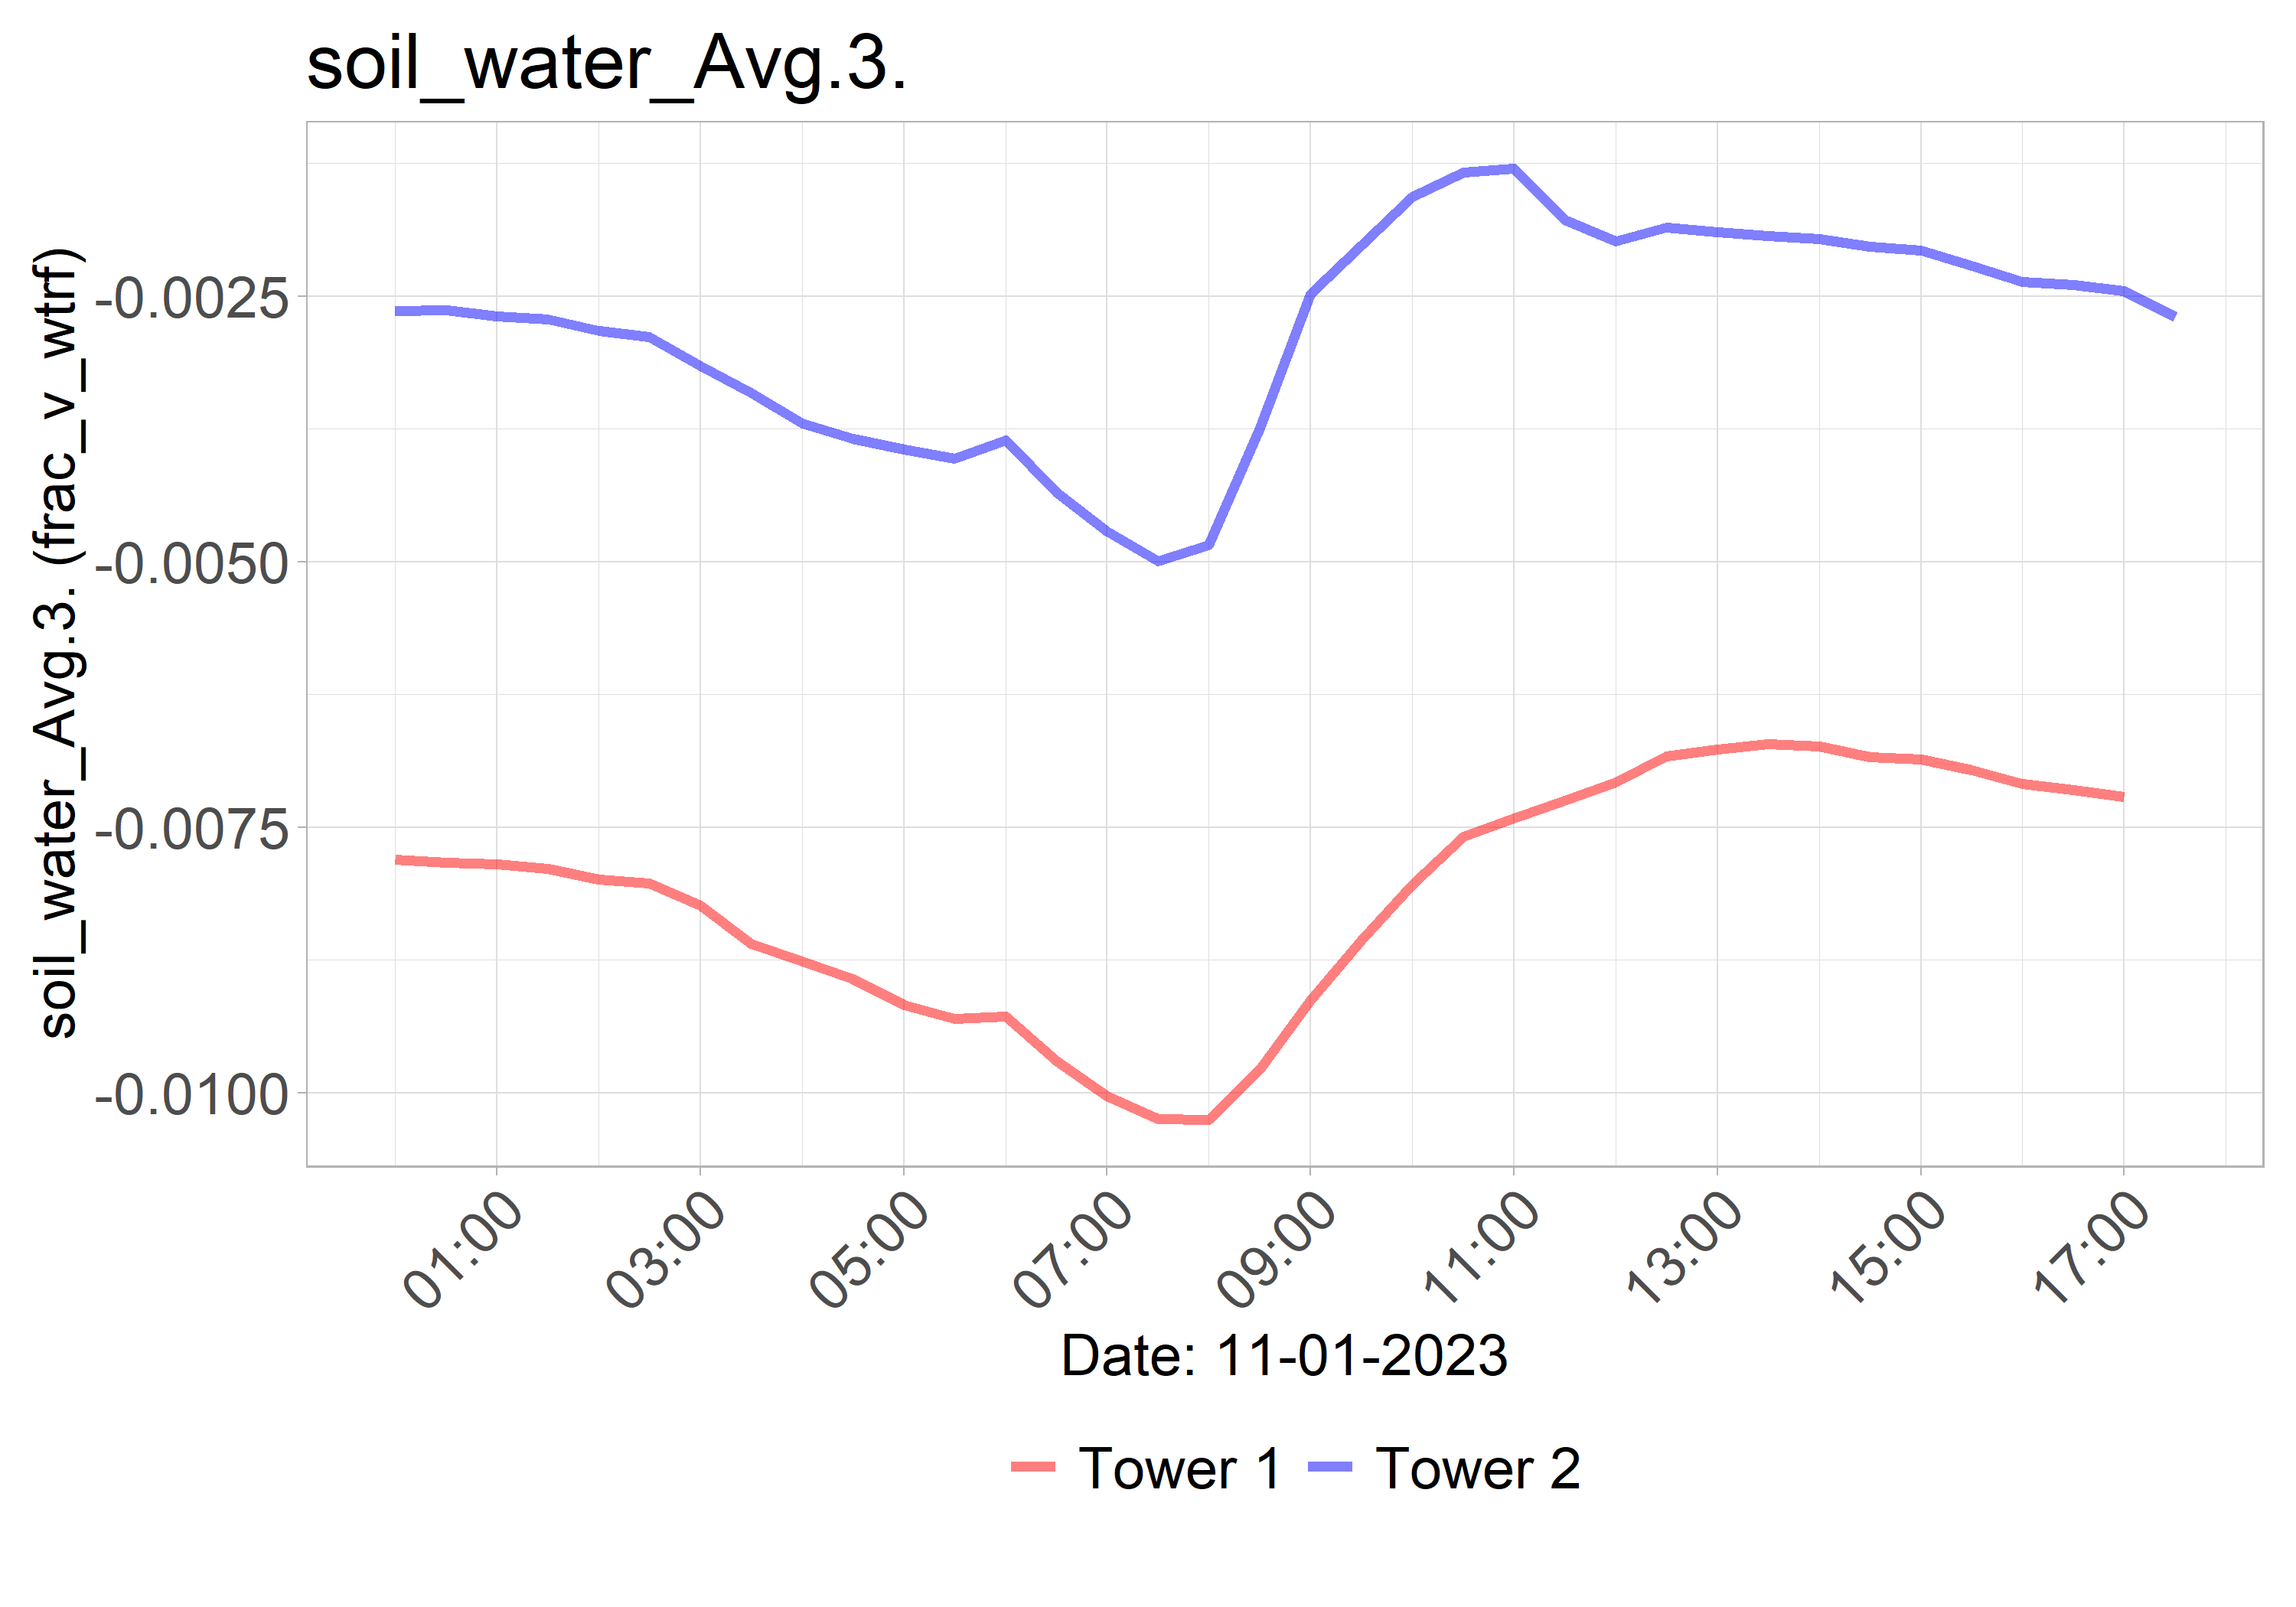 soil_water_Avg.3.
soil_water_Avg.3. (frac_v_wtrf)
-0.0025
-0.0050
-0.0075
-0.0100
01:00
03:00
05:00
07:00
09:00
11:00
13:00
15:00
17:00
Date: 11-01-2023
Tower 1
Tower 2